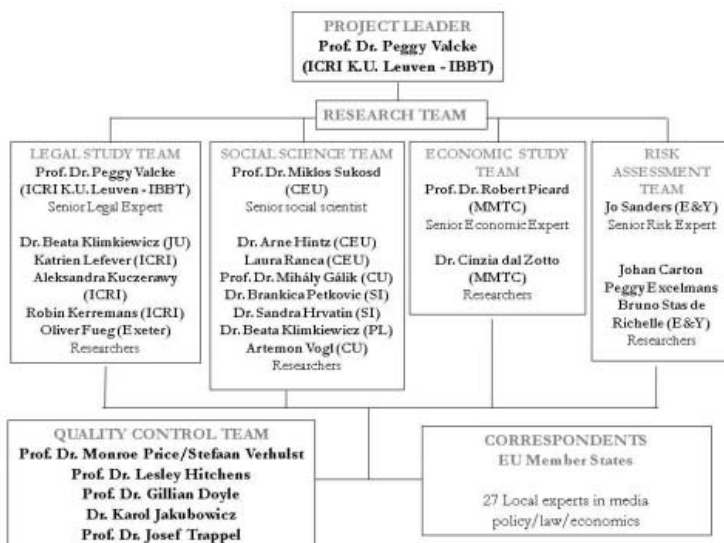 PROJECT LEADER
Prof. Dr. Peggy Valcke
(ICRI K.U. Leuven - IBBT)
RESEARCH TEAM
LEGAL STUDY TEAM
Prof. Dr. Peggy Valcke
(ICRI K.U. Leuven - IBBT)
Senior Legal Expert
Dr. Beata Klimkiewicz (JU)
Katrien Lefever (ICRI)
Aleksandra Kuczerawy
(ICRI)
Robin Kerremans (ICRI)
Oliver Fueg (Exeter)
Researchers
SOCIAL SCIENCE TEAM
Prof. Dr. Miklos Sukosd
(CEU)
Senior social scientist
Dr. Arne Hintz (CEU)
Laura Ranca (CEU)
Prof. Dr. Mihály Gálik (CU)
Dr. Brankica Petkovic (SI)
Dr. Sandra Hrvatin (SI)
Dr. Beata Klimkiewicz (PL)
Artemon Vogl (CU)
Researchers
ECONOMIC STUDY
TEAM
Prof. Dr. Robert Picard
(MMTC)
Senior Economic Expert
Dr. Cinzia dal Zotto
(MMTC)
Researchers
RISK
ASSESSMENT
TEAM
Jo Sanders (E&Y)
Senior Risk Expert
Johan Carton
Peggy Excelmans
Bruno Stas de
Richelle (E&Y)
Researchers
QUALITY CONTROL TEAM
Prof. Dr. Monroe Price/Stefaan Verhulst
Prof. Dr. Lesley Hitchens
Prof. Dr. Gillian Doyle
Dr. Karol Jakubowicz
Prof. Dr. Josef Trappel
CORRESPONDENTS
EU Member States
27 Local experts in media
policy/law/economics